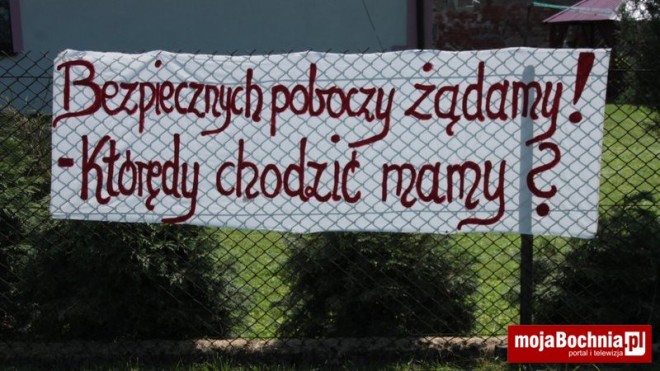 Bezpiecznych poboczy żądamy!
- Którędy chodzić mamy?
mojaBochnia.pl
portal i telewizja